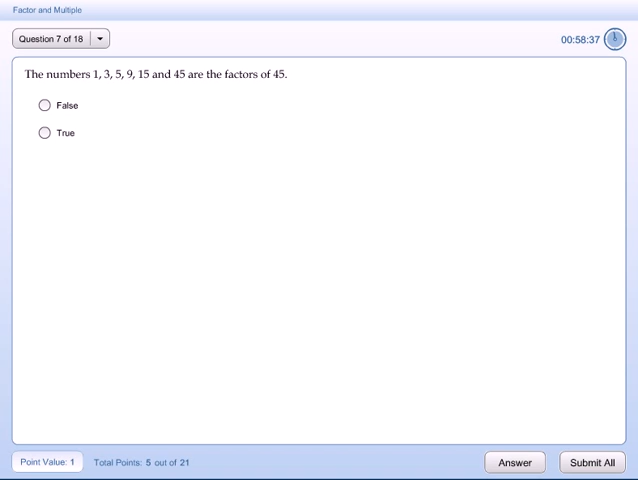 Factor and Multiple
Question 7 of 18
00:58:37
The numbers 1, 3, 5, 9, 15 and 45 are the factors of 45.
False
True
Point Value: 1
Total Points: 5 out of 21
Answer
Submit All